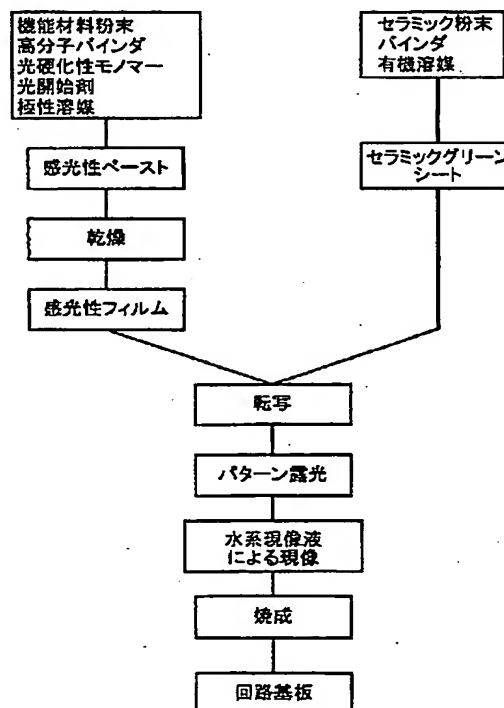 機能材料粉末
高分子バインダ
光硬化性モノマー
光開始剤
極性溶媒
感光性ペースト
乾燥
感光性フィルム
セラミック粉末
バインダ
有機溶媒
セラミックグリーン
シート
転写
パターン露光
水系現像液
による現像
焼成
回路基板